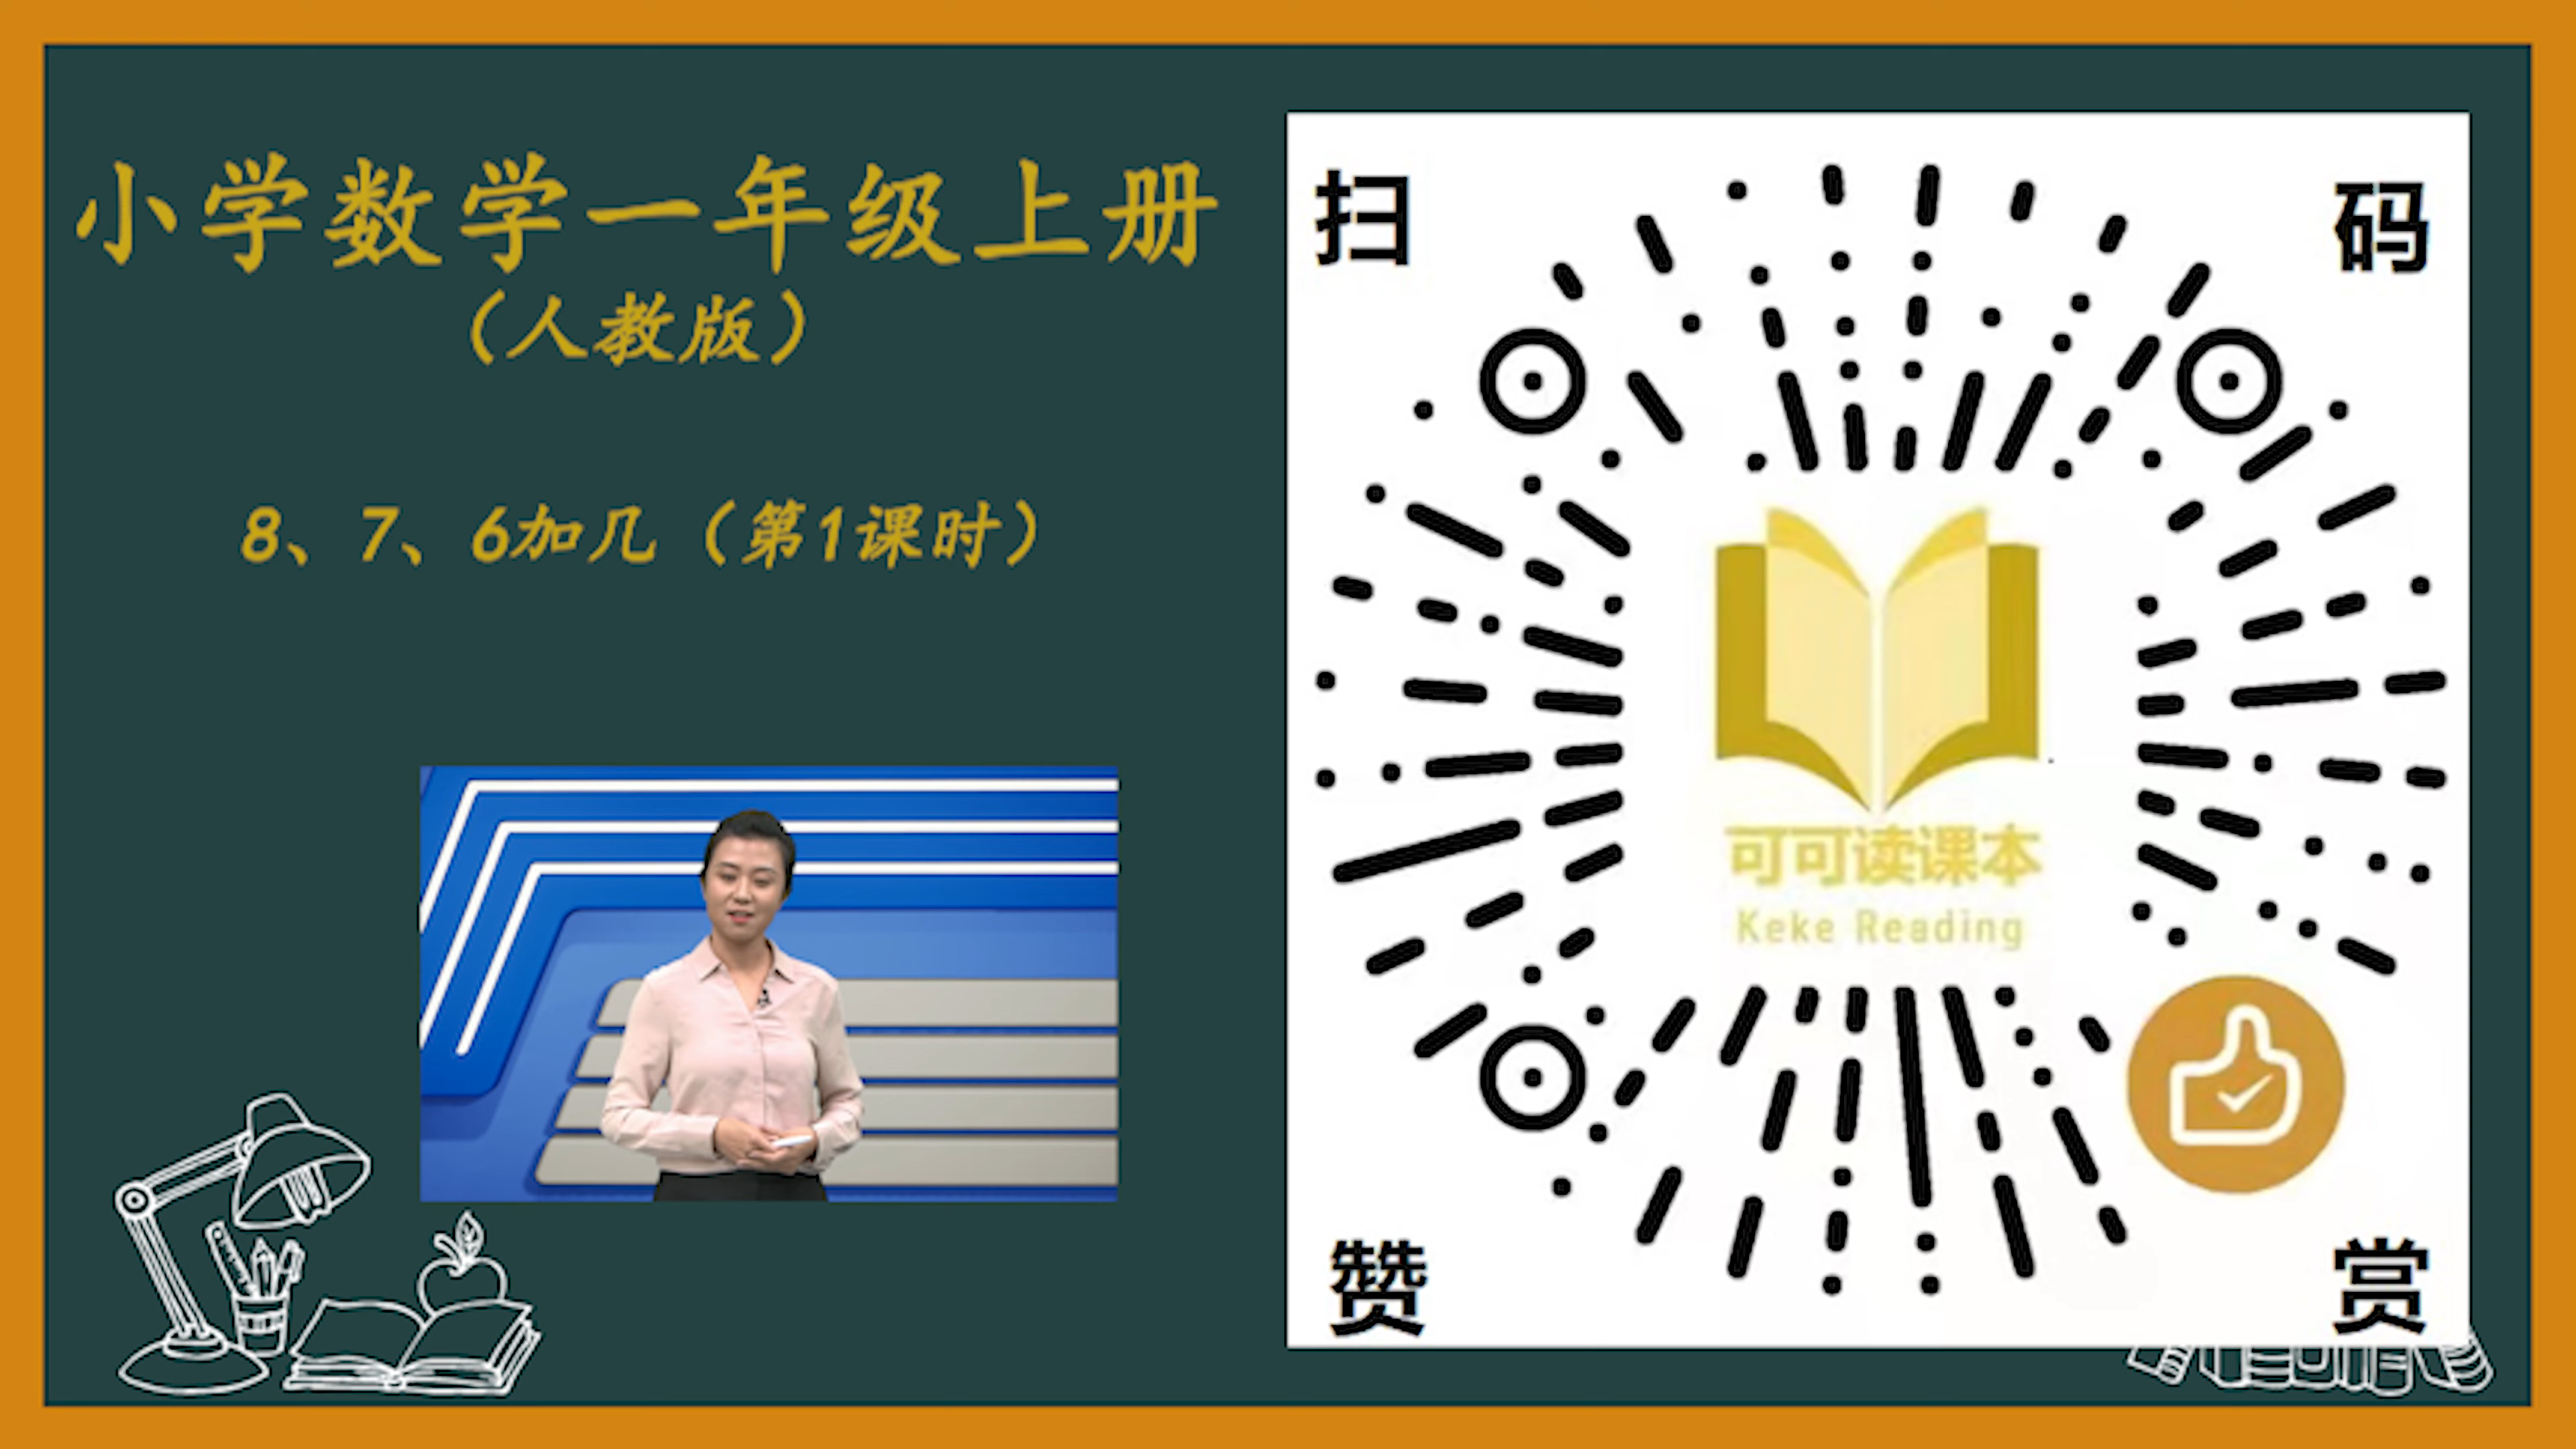 小学数学一年级上册
（人教版）
8、7、6加几（第1课时）
扫
码
可可读课本
Keke Reading
赞
赏